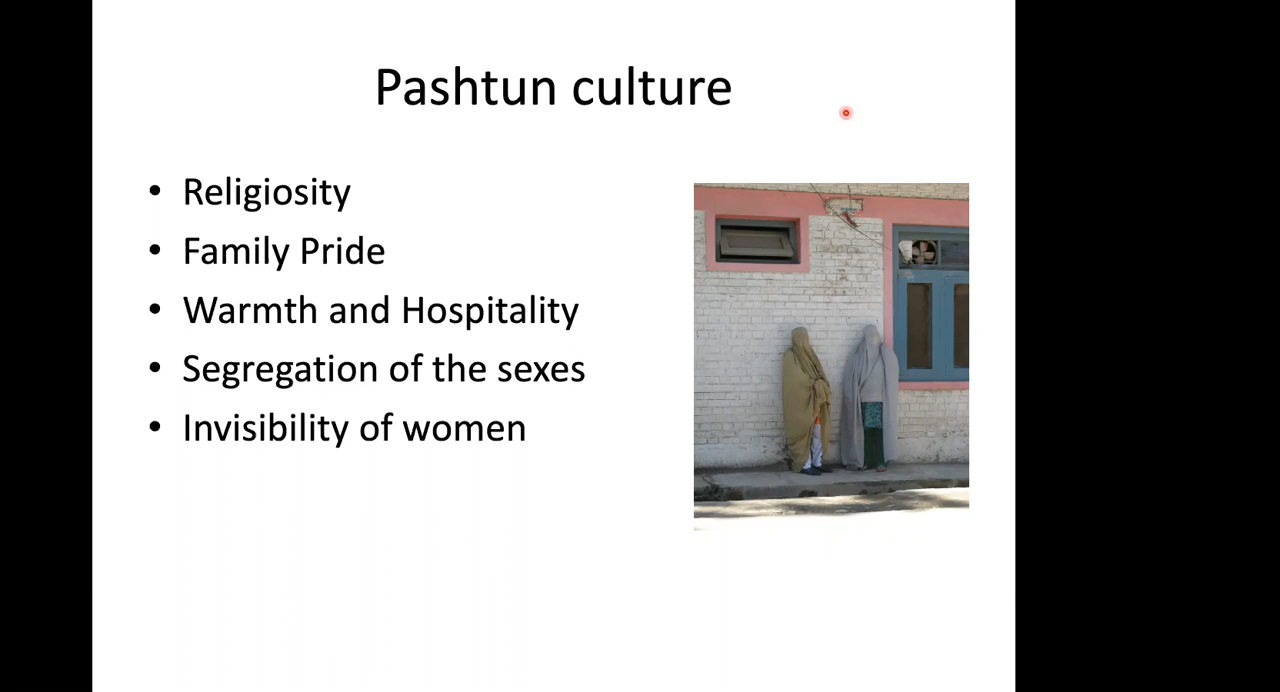 Pashtun culture
• Religiosity
• Family Pride
• Warmth and Hospitality
• Segregation of the sexes
• Invisibility of women